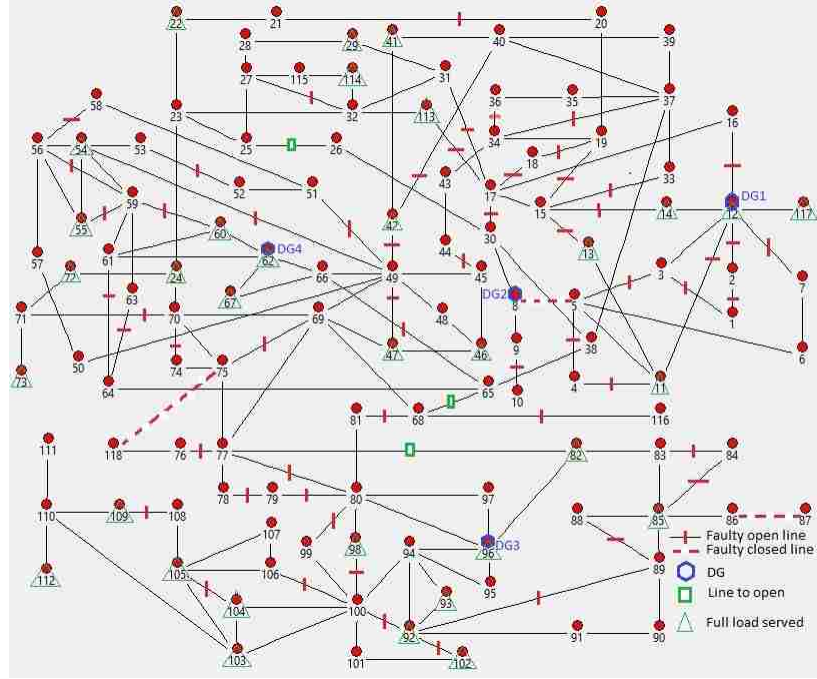 22 21 20
28 29 41 40 39
27 115 114 31
58 23 32 113 36 35 37 16
56 54 53 25 26 34 18 19
52 51 43 17 33
59 15 14 12 DG1 117
55 60 42 30 13
57 61 62 DG4 44
72 24 67 66 49 45 3 2 7
63 DG2 8 5
71 70 69 48 1
50 47 46 9 38 6
73 74 75 64 65 10 4 11
81 68 116
111 118 76 77 82 83 84
78 79 80 97
110 109 108 88 85 86 87
107 99 98 94 96 DG3
112 105 106 95 89
104 100 93
92 91 90
103 101 102
Faulty open line
Faulty closed line
DG
Line to open
Full load served